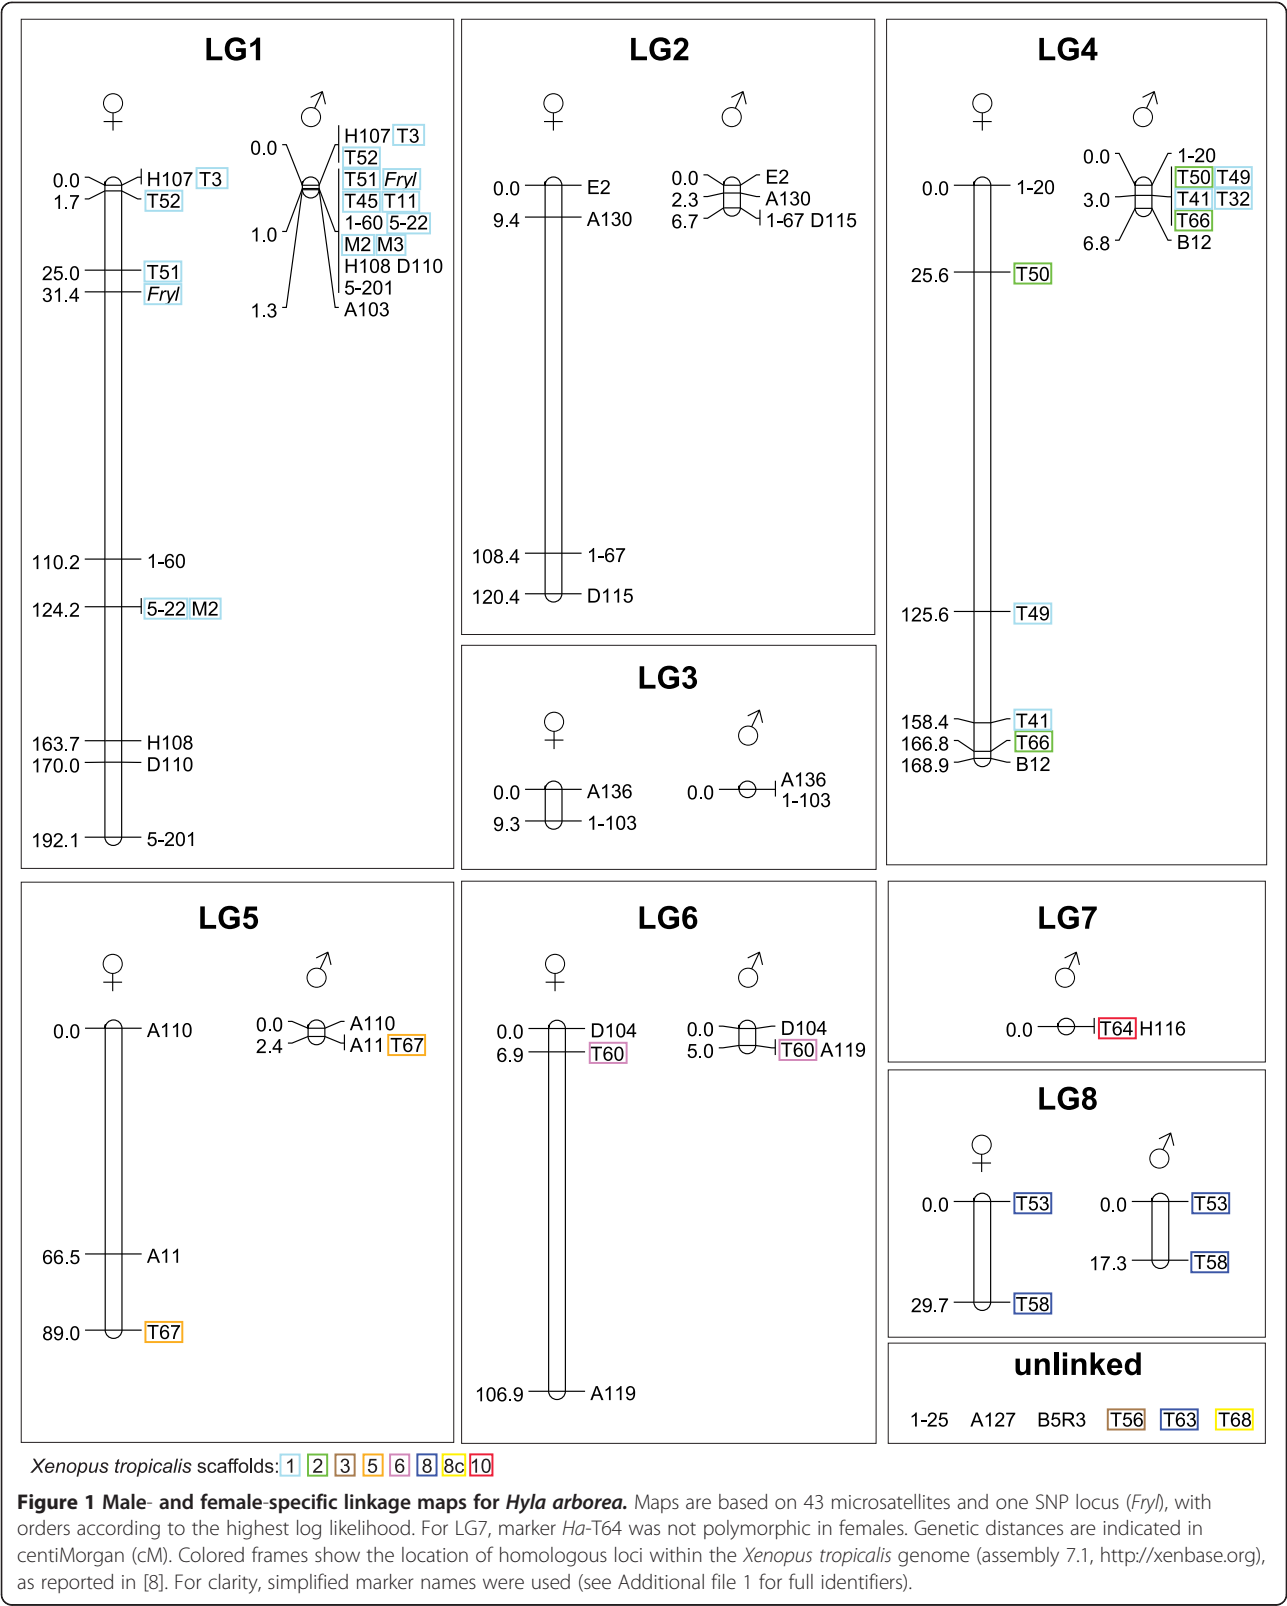 LG1
♀
♂
0.0
H107 T3
1.7
T52
25.0
T51
31.4
Fryl
110.2
1-60
124.2
5-22 M2
163.7
H108
170.0
D110
192.1
5-201
0.0
H107 T3
T52
T51 Fryl
T45 T11
1-60 5-22
1.0
M2 M3
H108 D110
5-201
1.3
A103
LG2
♀
♂
0.0
E2
9.4
A130
108.4
1-67
120.4
D115
0.0
E2
2.3
A130
6.7
1-67 D115
LG4
♀
♂
0.0
1-20
25.6
T50
125.6
T49
158.4
T41
166.8
T66
168.9
B12
0.0
1-20
T50 T49
3.0
T41 T32
T66
6.8
B12
LG3
♀
♂
0.0
A136
9.3
1-103
0.0
A136
1-103
LG5
♀
♂
0.0
A110
66.5
A11
89.0
T67
0.0
A110
2.4
A11 T67
LG6
♀
♂
0.0
D104
6.9
T60
106.9
A119
0.0
D104
5.0
T60 A119
LG7
♂
0.0
T64 H116
LG8
♀
♂
0.0
T53
29.7
T58
0.0
T53
17.3
T58
unlinked
1-25 A127 B5R3 T56 T63 T68
Xenopus tropicalis scaffolds: 1 2 3 5 6 8 8c 10
Figure 1 Male- and female-specific linkage maps for Hyla arborea. Maps are based on 43 microsatellites and one SNP locus (Fryl), with
orders according to the highest log likelihood. For LG7, marker Ha-T64 was not polymorphic in females. Genetic distances are indicated in
centiMorgan (cM). Colored frames show the location of homologous loci within the Xenopus tropicalis genome (assembly 7.1, http://xenbase.org),
as reported in [8]. For clarity, simplified marker names were used (see Additional file 1 for full identifiers).